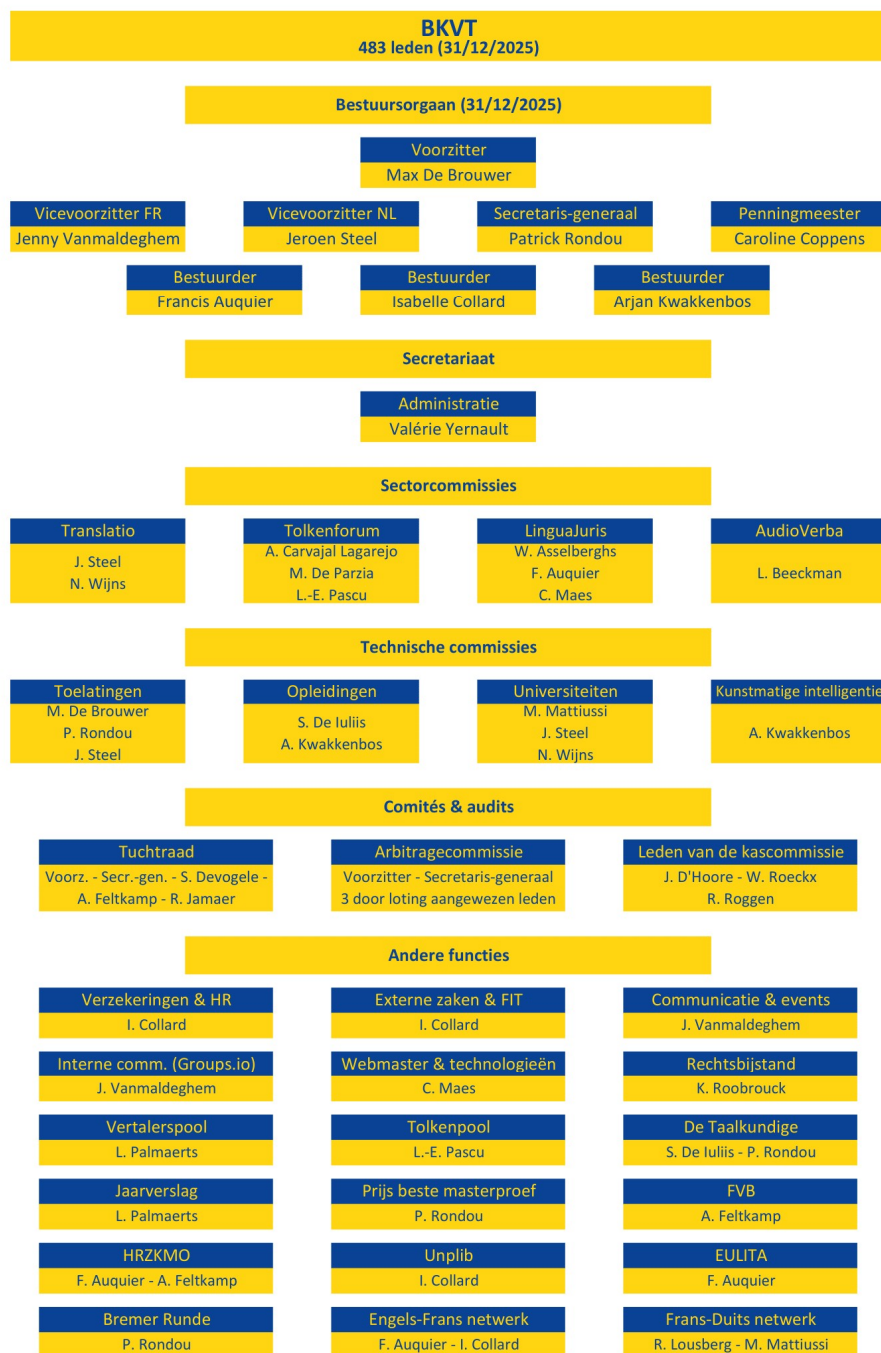 BKVT
483 leden (31/12/2025)
Bestuursorgaan (31/12/2025)
Voorzitter
Max De Brouwer
Vicevoorzitter FR
Jenny Vanmaldeghem
Vicevoorzitter NL
Jeroen Steel
Secretaris-generaal
Patrick Rondou
Penningmeester
Caroline Coppens
Bestuurder
Francis Auquier
Bestuurder
Isabelle Collard
Bestuurder
Arjan Kwakkenbos
Secretariaat
Administratie
Valérie Yernault
Sectorcommissies
Translatio
J. Steel
N. Wijns
Tolkenforum
A. Carvajal Lagarejo
M. De Parzia
L.-E. Pascu
LinguaJuris
W. Asselberghs
F. Auquier
C. Maes
AudioVerba
L. Beeckman
Technische commissies
Toelatingen
M. De Brouwer
P. Rondou
J. Steel
Opleidingen
S. De Iuliis
A. Kwakkenbos
Universiteiten
M. Mattiussi
J. Steel
N. Wijns
Kunstmatige intelligentie
A. Kwakkenbos
Comités & audits
Tuchtraad
Voorz. - Secr.-gen. - S. Devogele -
A. Feltkamp - R. Jamaer
Arbitragecommissie
Voorzitter - Secretaris-generaal
3 door loting aangewezen leden
Leden van de kascommissie
J. D'Hoore - W. Roeckx
R. Roggen
Andere functies
Verzekeringen & HR
I. Collard
Externe zaken & FIT
I. Collard
Communicatie & events
J. Vanmaldeghem
Interne comm. (Groups.io)
J. Vanmaldeghem
Webmaster & technologieën
C. Maes
Rechtsbijstand
K. Roobrouck
Vertalerspool
L. Palmaerts
Tolkenpool
L.-E. Pascu
De Taalkundige
S. De Iuliis - P. Rondou
Jaarverslag
L. Palmaerts
Prijs beste masterproef
P. Rondou
FVB
A. Feltkamp
HRZKMO
F. Auquier - A. Feltkamp
Unplib
I. Collard
EULITA
F. Auquier
Bremer Runde
P. Rondou
Engels-Frans netwerk
F. Auquier - I. Collard
Frans-Duits netwerk
R. Lousberg - M. Mattiussi